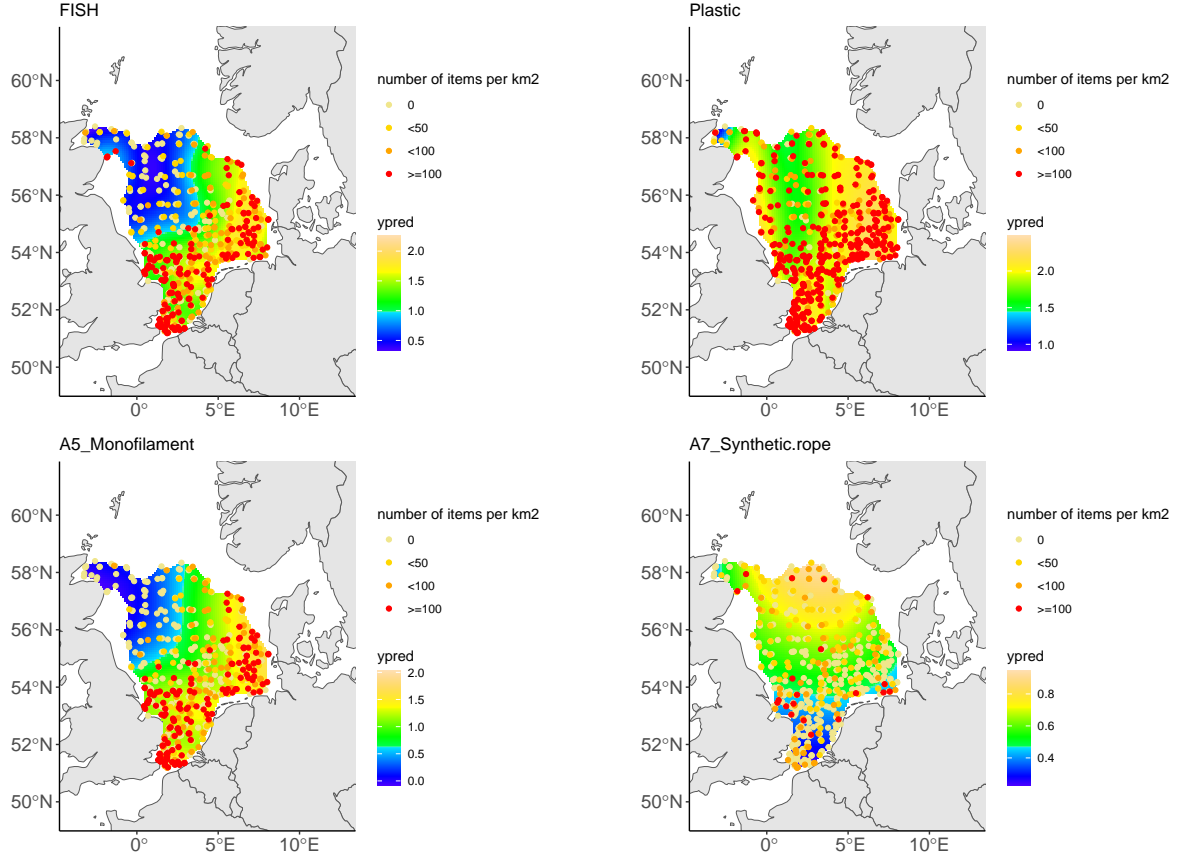 FISH
60°N
58°N
56°N
54°N
52°N
50°N
0°
5°E
10°E
number of items per km2
0
<50
<100
>=100
ypred
2.0
1.5
1.0
0.5
Plastic
60°N
58°N
56°N
54°N
52°N
50°N
0°
5°E
10°E
number of items per km2
0
<50
<100
>=100
ypred
2.0
1.5
1.0
A5_Monofilament
60°N
58°N
56°N
54°N
52°N
50°N
0°
5°E
10°E
number of items per km2
0
<50
<100
>=100
ypred
2.0
1.5
1.0
0.5
0.0
A7_Synthetic.rope
60°N
58°N
56°N
54°N
52°N
50°N
0°
5°E
10°E
number of items per km2
0
<50
<100
>=100
ypred
0.8
0.6
0.4